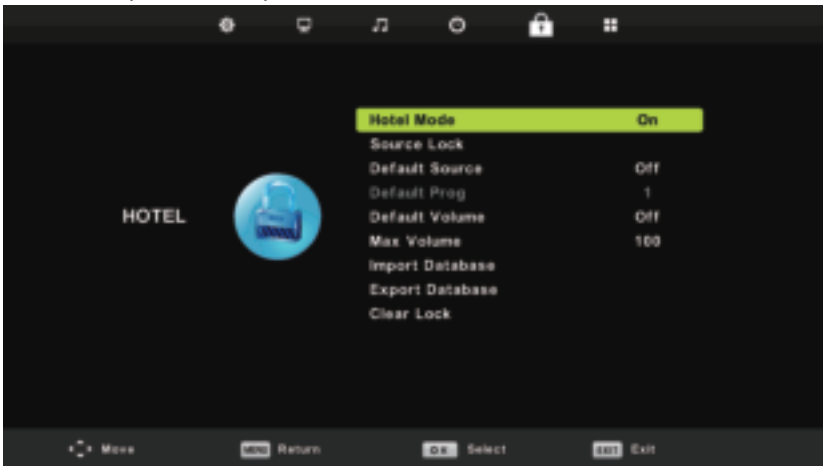 Hotel Mode On
Source Lock
Default Source Off
Default Prog 1
HOTEL
Default Volume Off
Max Volume 100
Import Database
Export Database
Clear Lock
Move MENU Return OK Select EXIT Exit